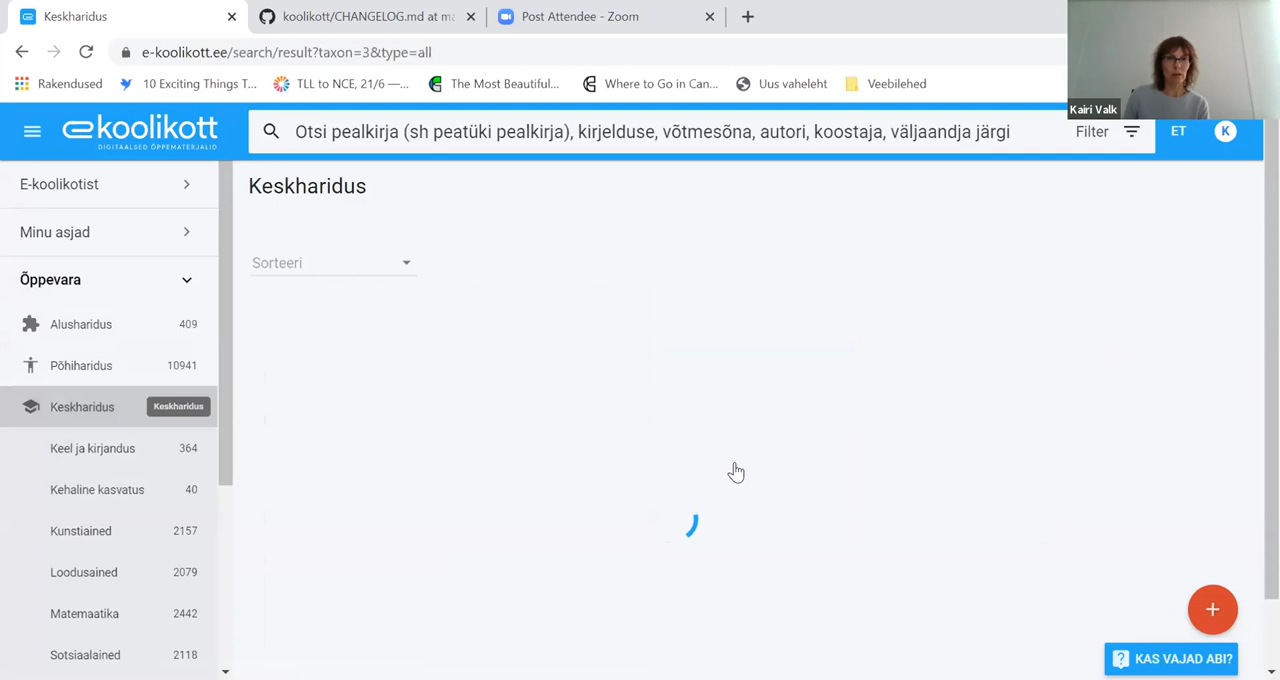 Keskharidus
koolikott/CHANGELOG.md at ma
Post Attendee - Zoom
e-koolikott.ee/search/result?taxon=3&type=all
Rakendused
10 Exciting Things T...
TLL to NCE, 21/6 —...
The Most Beautiful...
Where to Go in Can...
Uus vaheleht
Veebilehed
Kairi Valk
koolikott
DIGITAALSED ÕPPEMATERJALID
Otsi pealkirja (sh peatüki pealkirja), kirjelduse, võtmesõna, autori, koostaja, väljaandja järgi
Filter
ET
K
E-koolikotist
Minu asjad
Õppevara
Alusharidus 409
Põhiharidus 10941
Keskharidus Keskharidus
Keel ja kirjandus 364
Kehaline kasvatus 40
Kunstiained 2157
Loodusained 2079
Matemaatika 2442
Sotsiaalained 2118
Keskharidus
Sorteeri
KAS VAJAD ABI?